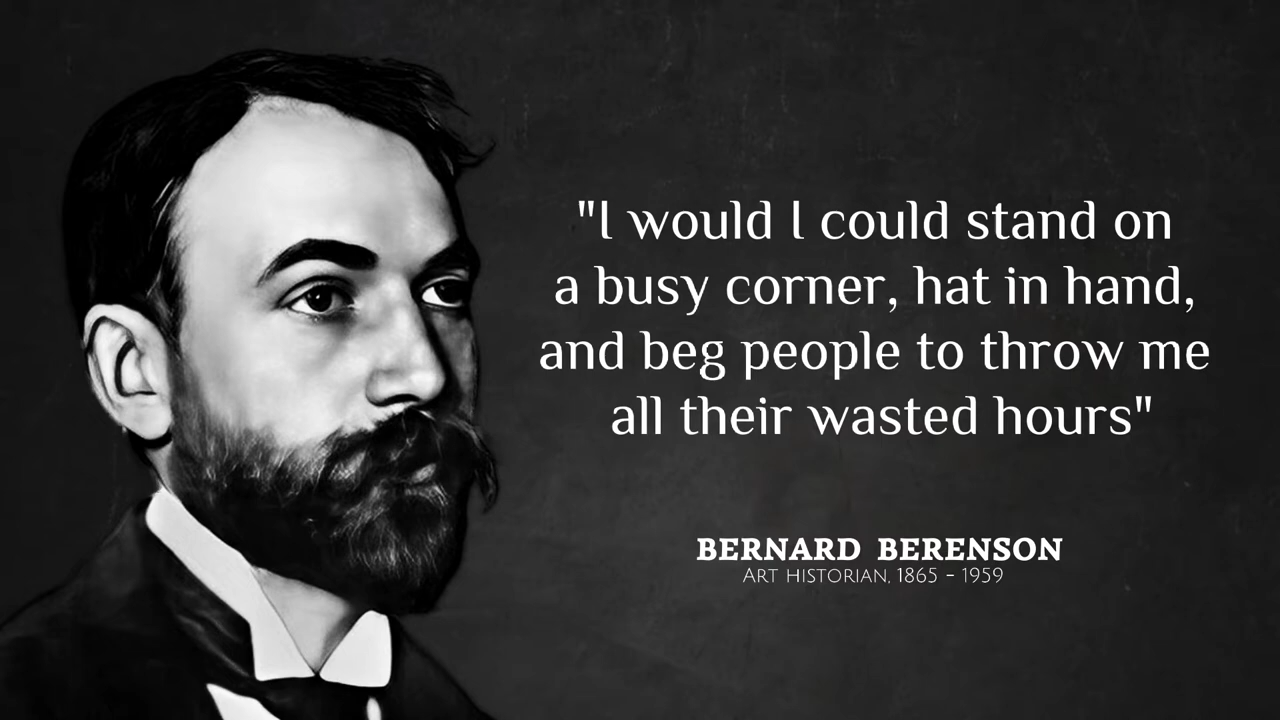 "I would I could stand on
a busy corner, hat in hand,
and beg people to throw me
all their wasted hours"
BERNARD BERENSON
ART HISTORIAN, 1865 - 1959